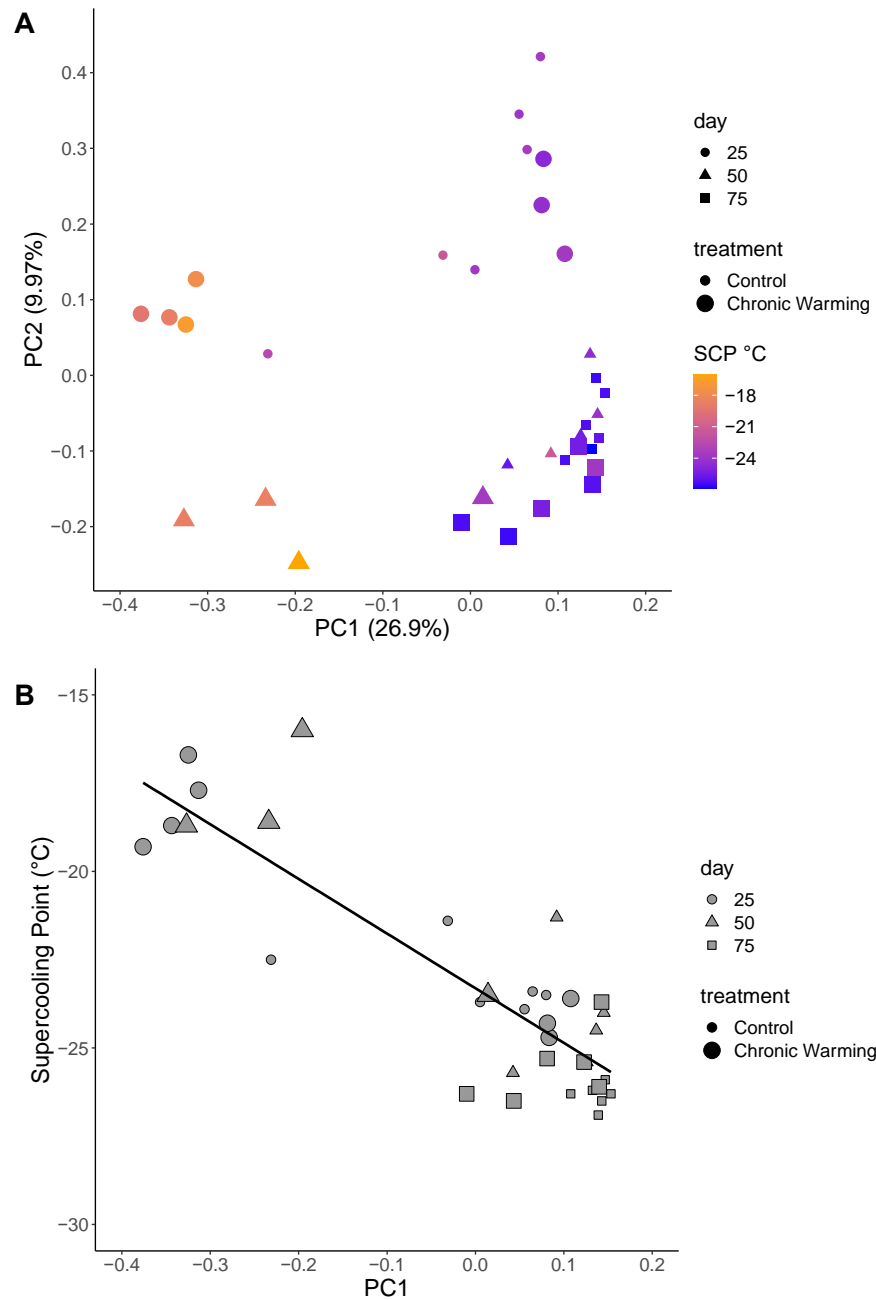 A
PC2 (9.97%)
0.4
0.3
0.2
0.1
0.0
−0.1
−0.2
−0.4
−0.3
−0.2
−0.1
0.0
0.1
0.2
PC1 (26.9%)
day
25
50
75
treatment
Control
Chronic Warming
SCP °C
−18
−21
−24
B
Supercooling Point (°C)
−15
−20
−25
−30
−0.4
−0.3
−0.2
−0.1
0.0
0.1
0.2
PC1
day
25
50
75
treatment
Control
Chronic Warming